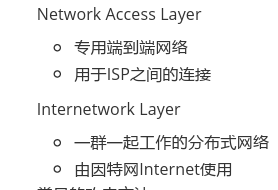 Network Access Layer
专用端到端网络
用于ISP之间的连接
Internetwork Layer
一群一起工作的分布式网络
由因特网Internet使用